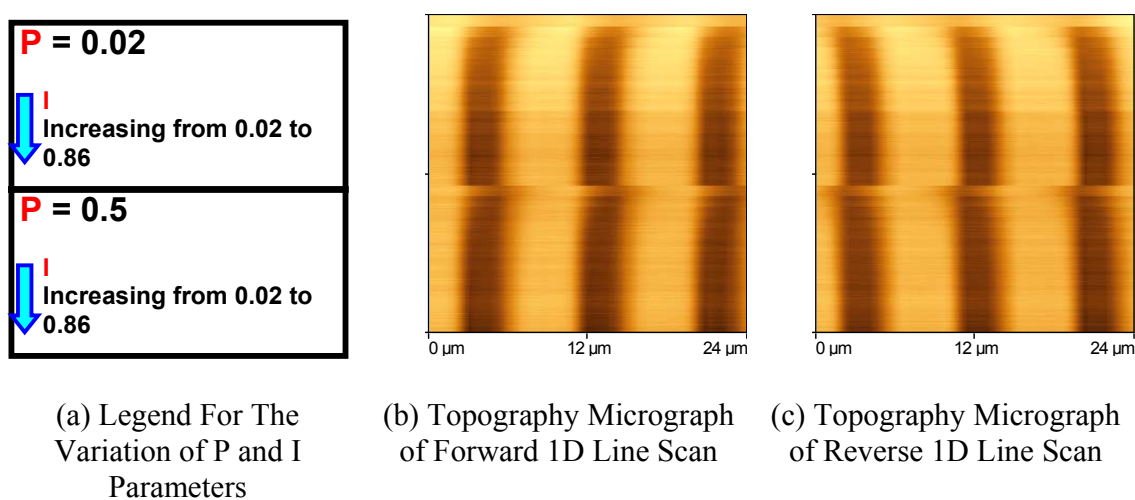 P = 0.02
I
Increasing from 0.02 to
0.86
P = 0.5
I
Increasing from 0.02 to
0.86
0 µm
12 µm
24 µm
0 µm
12 µm
24 µm
(a) Legend For The
Variation of P and I
Parameters
(b) Topography Micrograph
of Forward 1D Line Scan
(c) Topography Micrograph
of Reverse 1D Line Scan